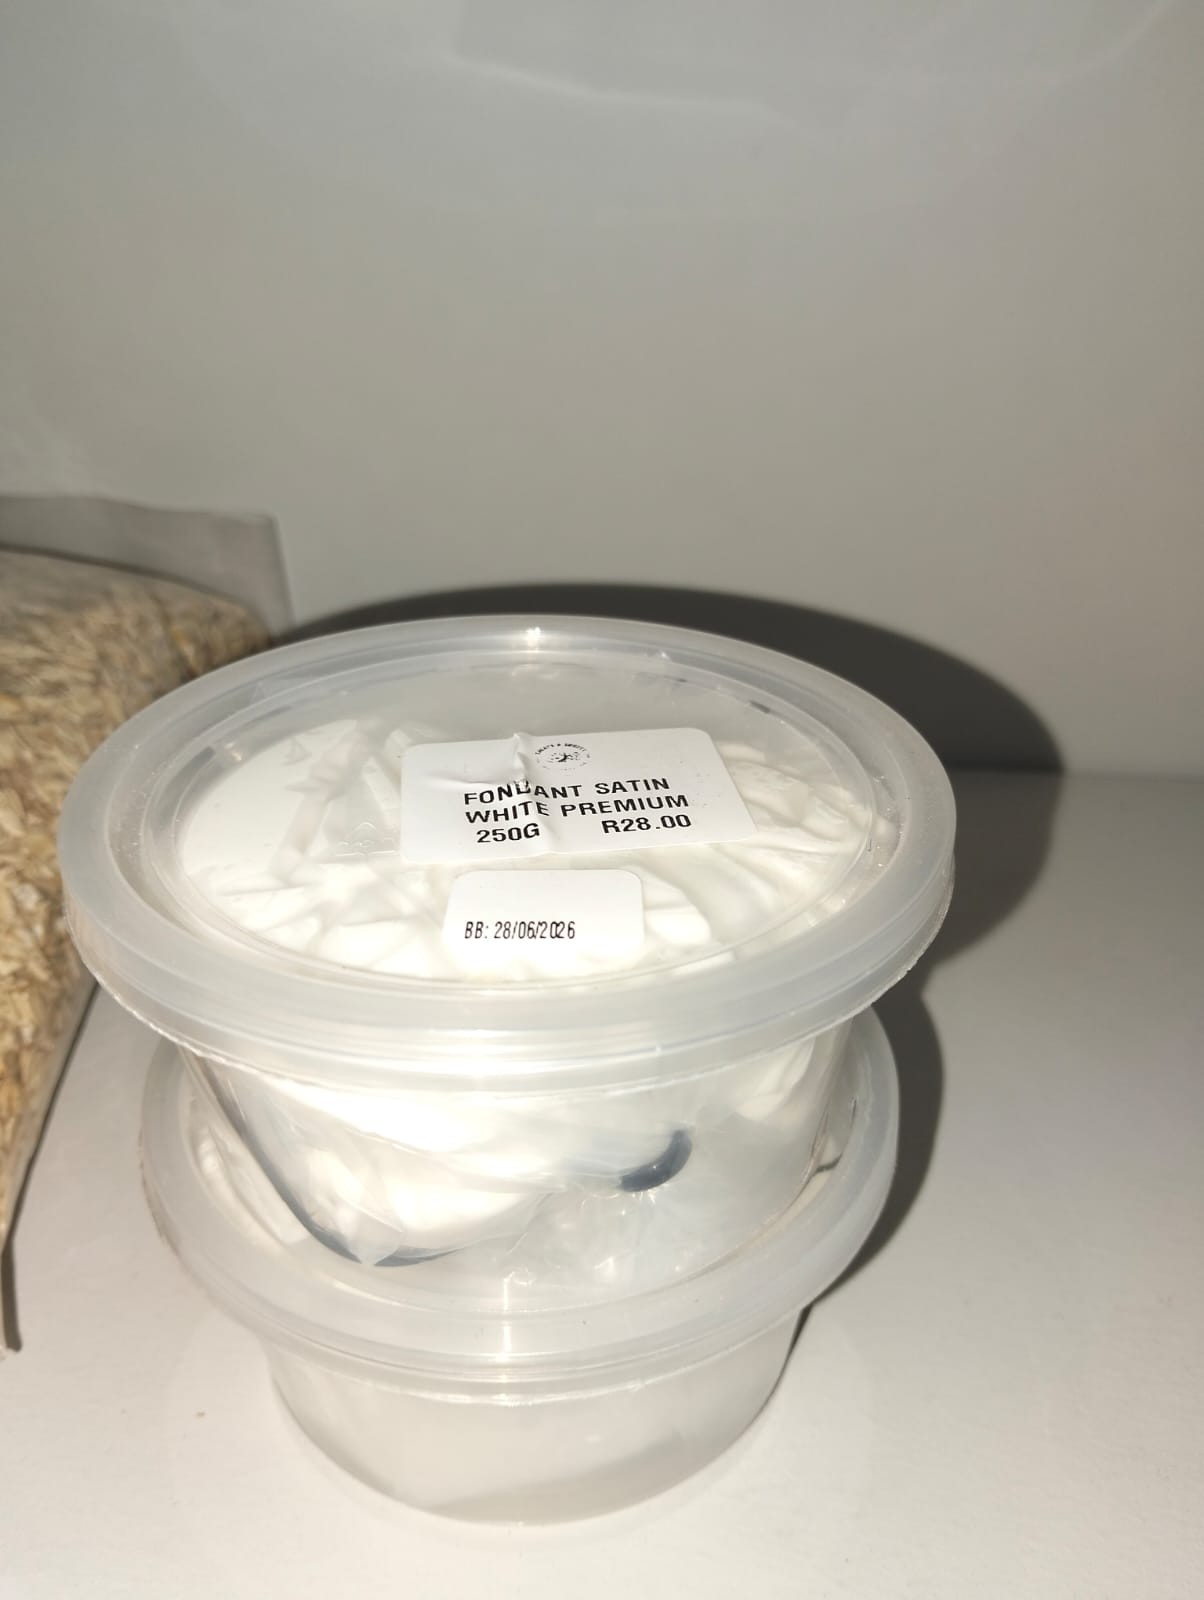 FONDANT SATIN
WHITE PREMIUM
250G R28.00
BB: 28/06/2026